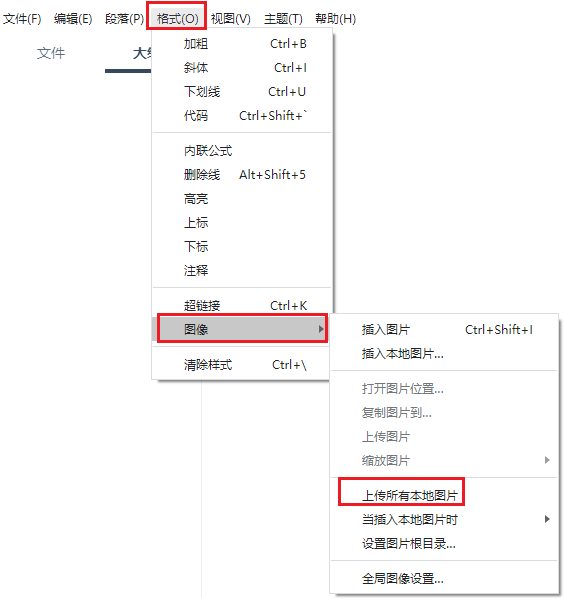 文件(F) 编辑(E) 段落(P) 格式(O) 视图(V) 主题(T) 帮助(H)
文件 大
加粗 Ctrl+B
斜体 Ctrl+I
下划线 Ctrl+U
代码 Ctrl+Shift+`
内联公式
删除线 Alt+Shift+5
高亮
上标
下标
注释
超链接 Ctrl+K
图像
清除样式 Ctrl+\
插入图片 Ctrl+Shift+I
插入本地图片...
打开图片位置...
复制图片到...
上传图片
缩放图片
上传所有本地图片
当插入本地图片时
设置图片根目录...
全局图像设置...